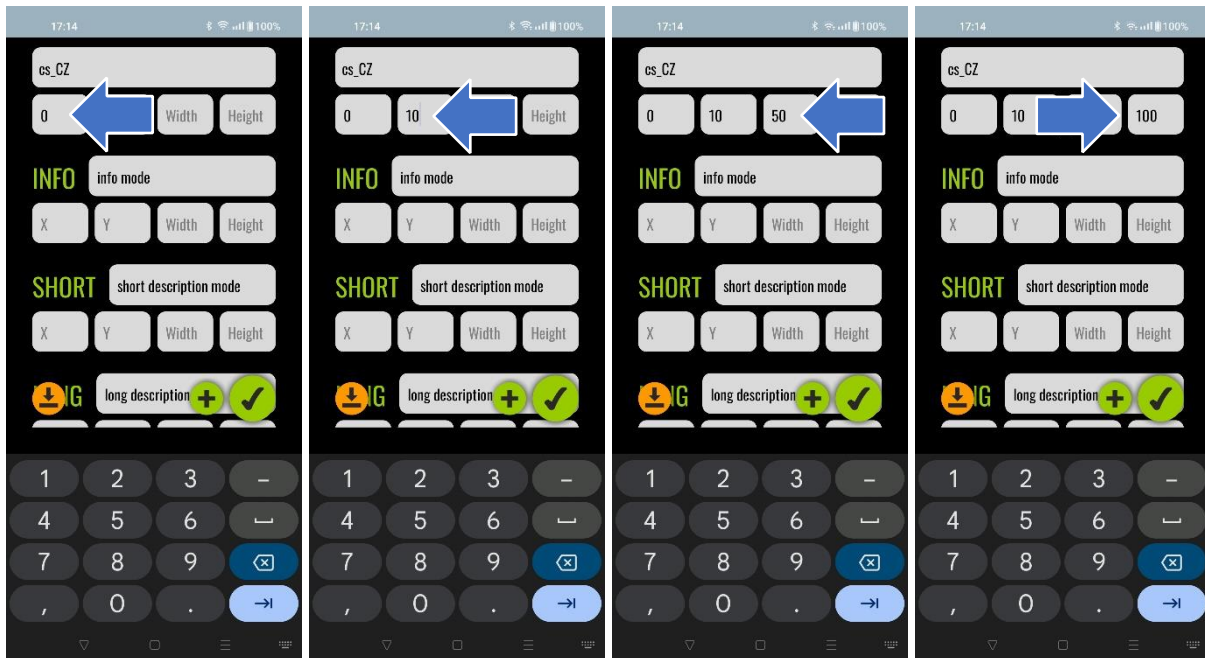 17:14 100%
cs_CZ
0 Width Height
INFO info mode
X Y Width Height
SHORT short description mode
X Y Width Height
long description
1 2 3 –
4 5 6
7 8 9
, 0 .
17:14 100%
cs_CZ
0 10 Height
INFO info mode
X Y Width Height
SHORT short description mode
X Y Width Height
long description
1 2 3 –
4 5 6
7 8 9
, 0 .
17:14 100%
cs_CZ
0 10 50
INFO info mode
X Y Width Height
SHORT short description mode
X Y Width Height
long description
1 2 3 –
4 5 6
7 8 9
, 0 .
17:14 100%
cs_CZ
0 10 100
INFO info mode
X Y Width Height
SHORT short description mode
X Y Width Height
long description
1 2 3 –
4 5 6
7 8 9
, 0 .